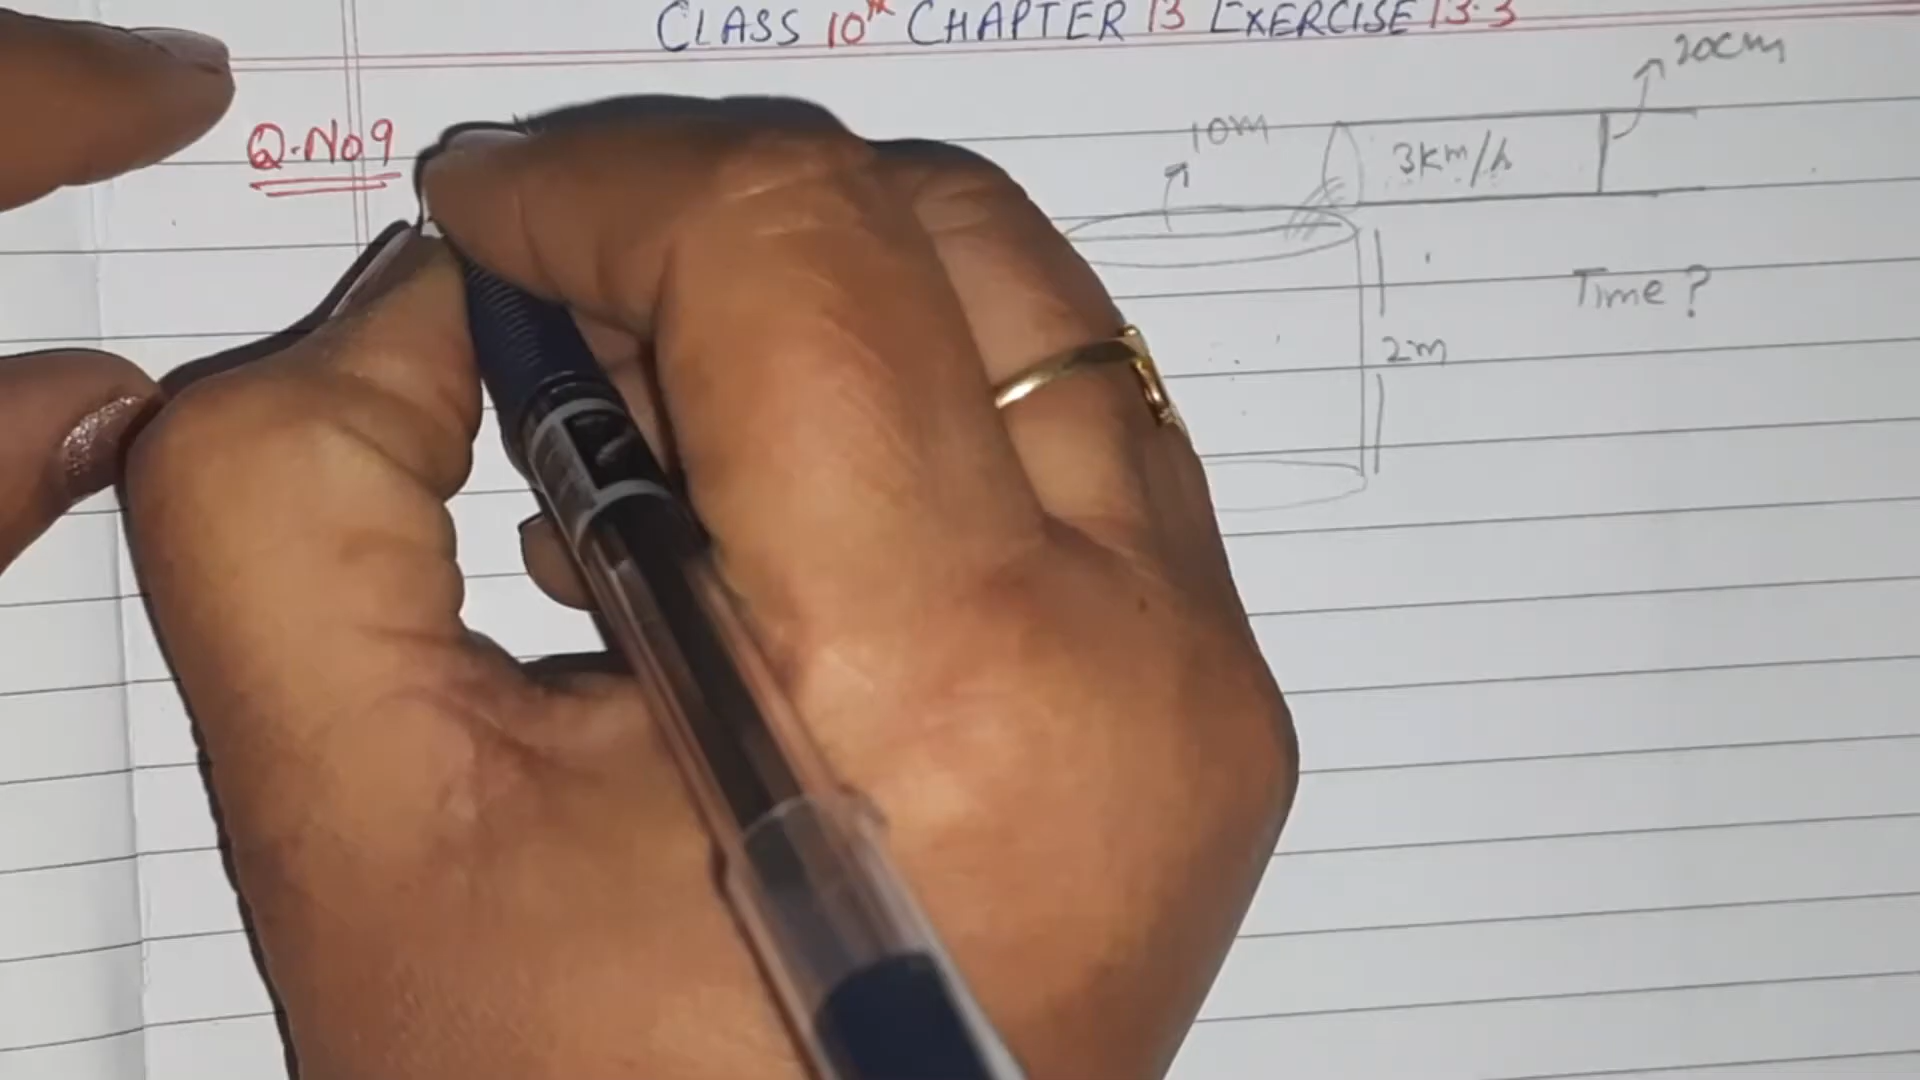 CLASS 10th CHAPTER 13 EXERCISE 13.3
20cm
Q.No9
10m
3Km/h
Time ?
2m